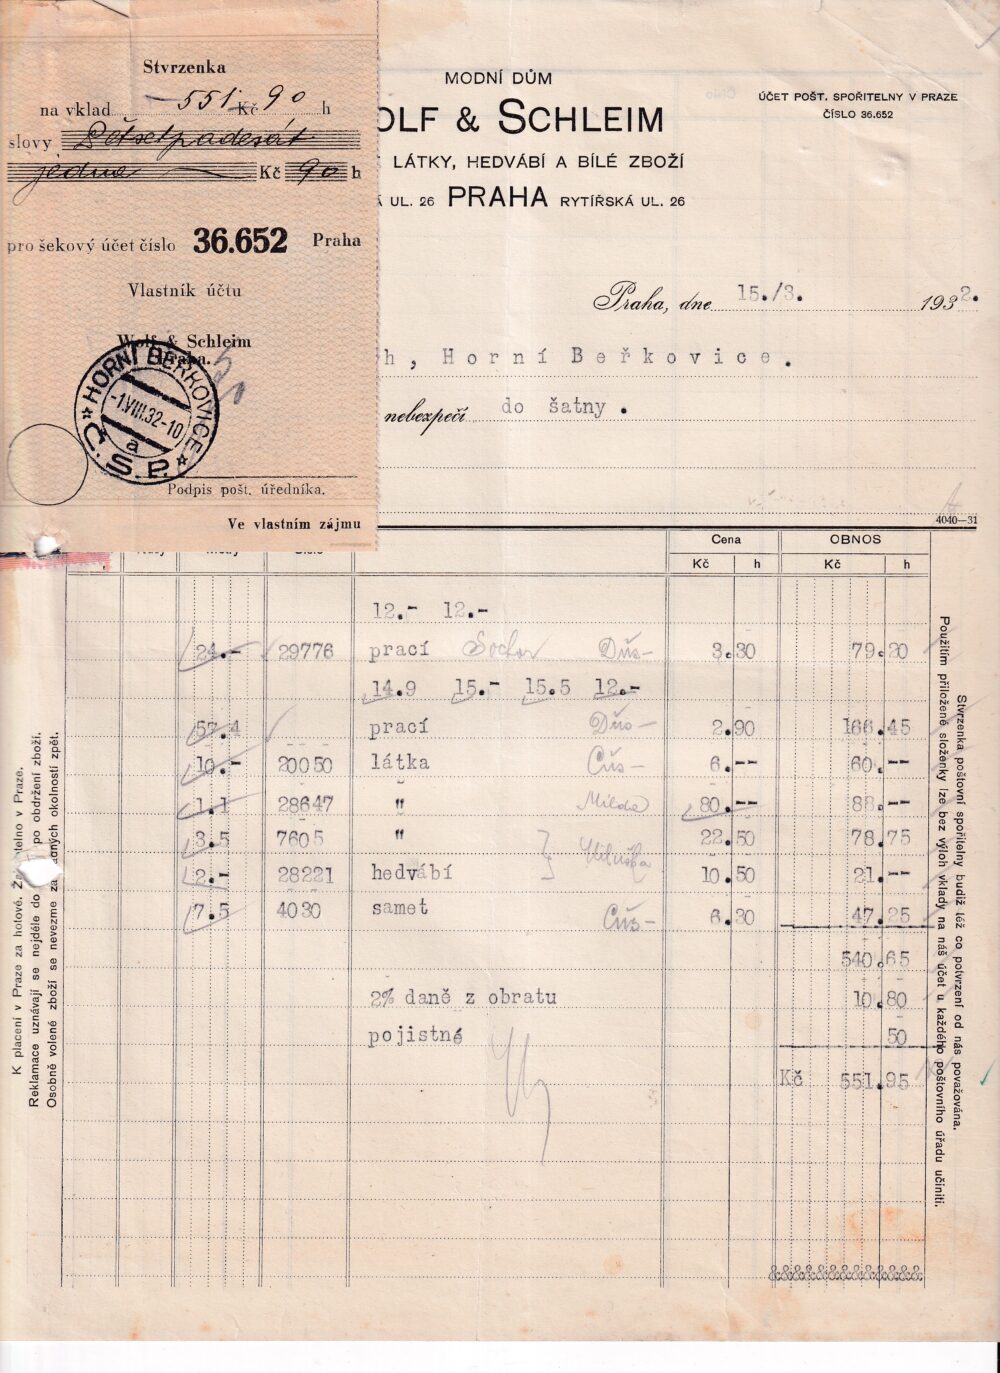 Stvrzenka
na vklad 551 Kč 90 h
slovy Pětsetpadesát
jedna Kč 90 h
pro šekový účet číslo 36.652 Praha
Vlastník účtu
Wolf & Schleim
Praha.
HORNÍ BEŘKOVICE
-1.VIII.32-10
a
Č.S.P.
Podpis pošt. úředníka.
Ve vlastním zájmu
MODNÍ DŮM
OLF & SCHLEIM
LÁTKY, HEDVÁBÍ A BÍLÉ ZBOŽÍ
Á UL. 26 PRAHA RYTÍŘSKÁ UL. 26
ÚČET POŠT. SPOŘITELNY V PRAZE
ČÍSLO 36.652
Praha, dne 15./3. 1932.
h, Horní Beřkovice.
nebezpečí do šatny.
4040—31
Cena OBNOS
Kč h Kč h
12.- 12.-
24.- 29776 prací Sochor Dús- 3.30 79.20
14.9 15.- 15.5 12.-
57.4 prací Dús- 2.90 166.45
10.- 20050 látka Čús- 6.-- 60.--
1.1 28647 " Milda 80.-- 88.--
3.5 7605 " 22.50 78.75
2.- 28221 hedvábí 10.50 21.--
7.5 4030 samet Čús- 6.30 47.25
540.65
2% daně z obratu 10.80
pojistné 50
Kč 551.95
K placení v Praze za hotové.
Reklamace uznávají se nejdéle do po obdržení zboží.
Osobně volené zboží se nevezme za okolností zpět.
Stvrzenka poštovní spořitelny budiž též co potvrzení od nás považována.
Použitím přiložené složenky lze bez výloh vklady na náš účet u každého poštovního úřadu učiniti.